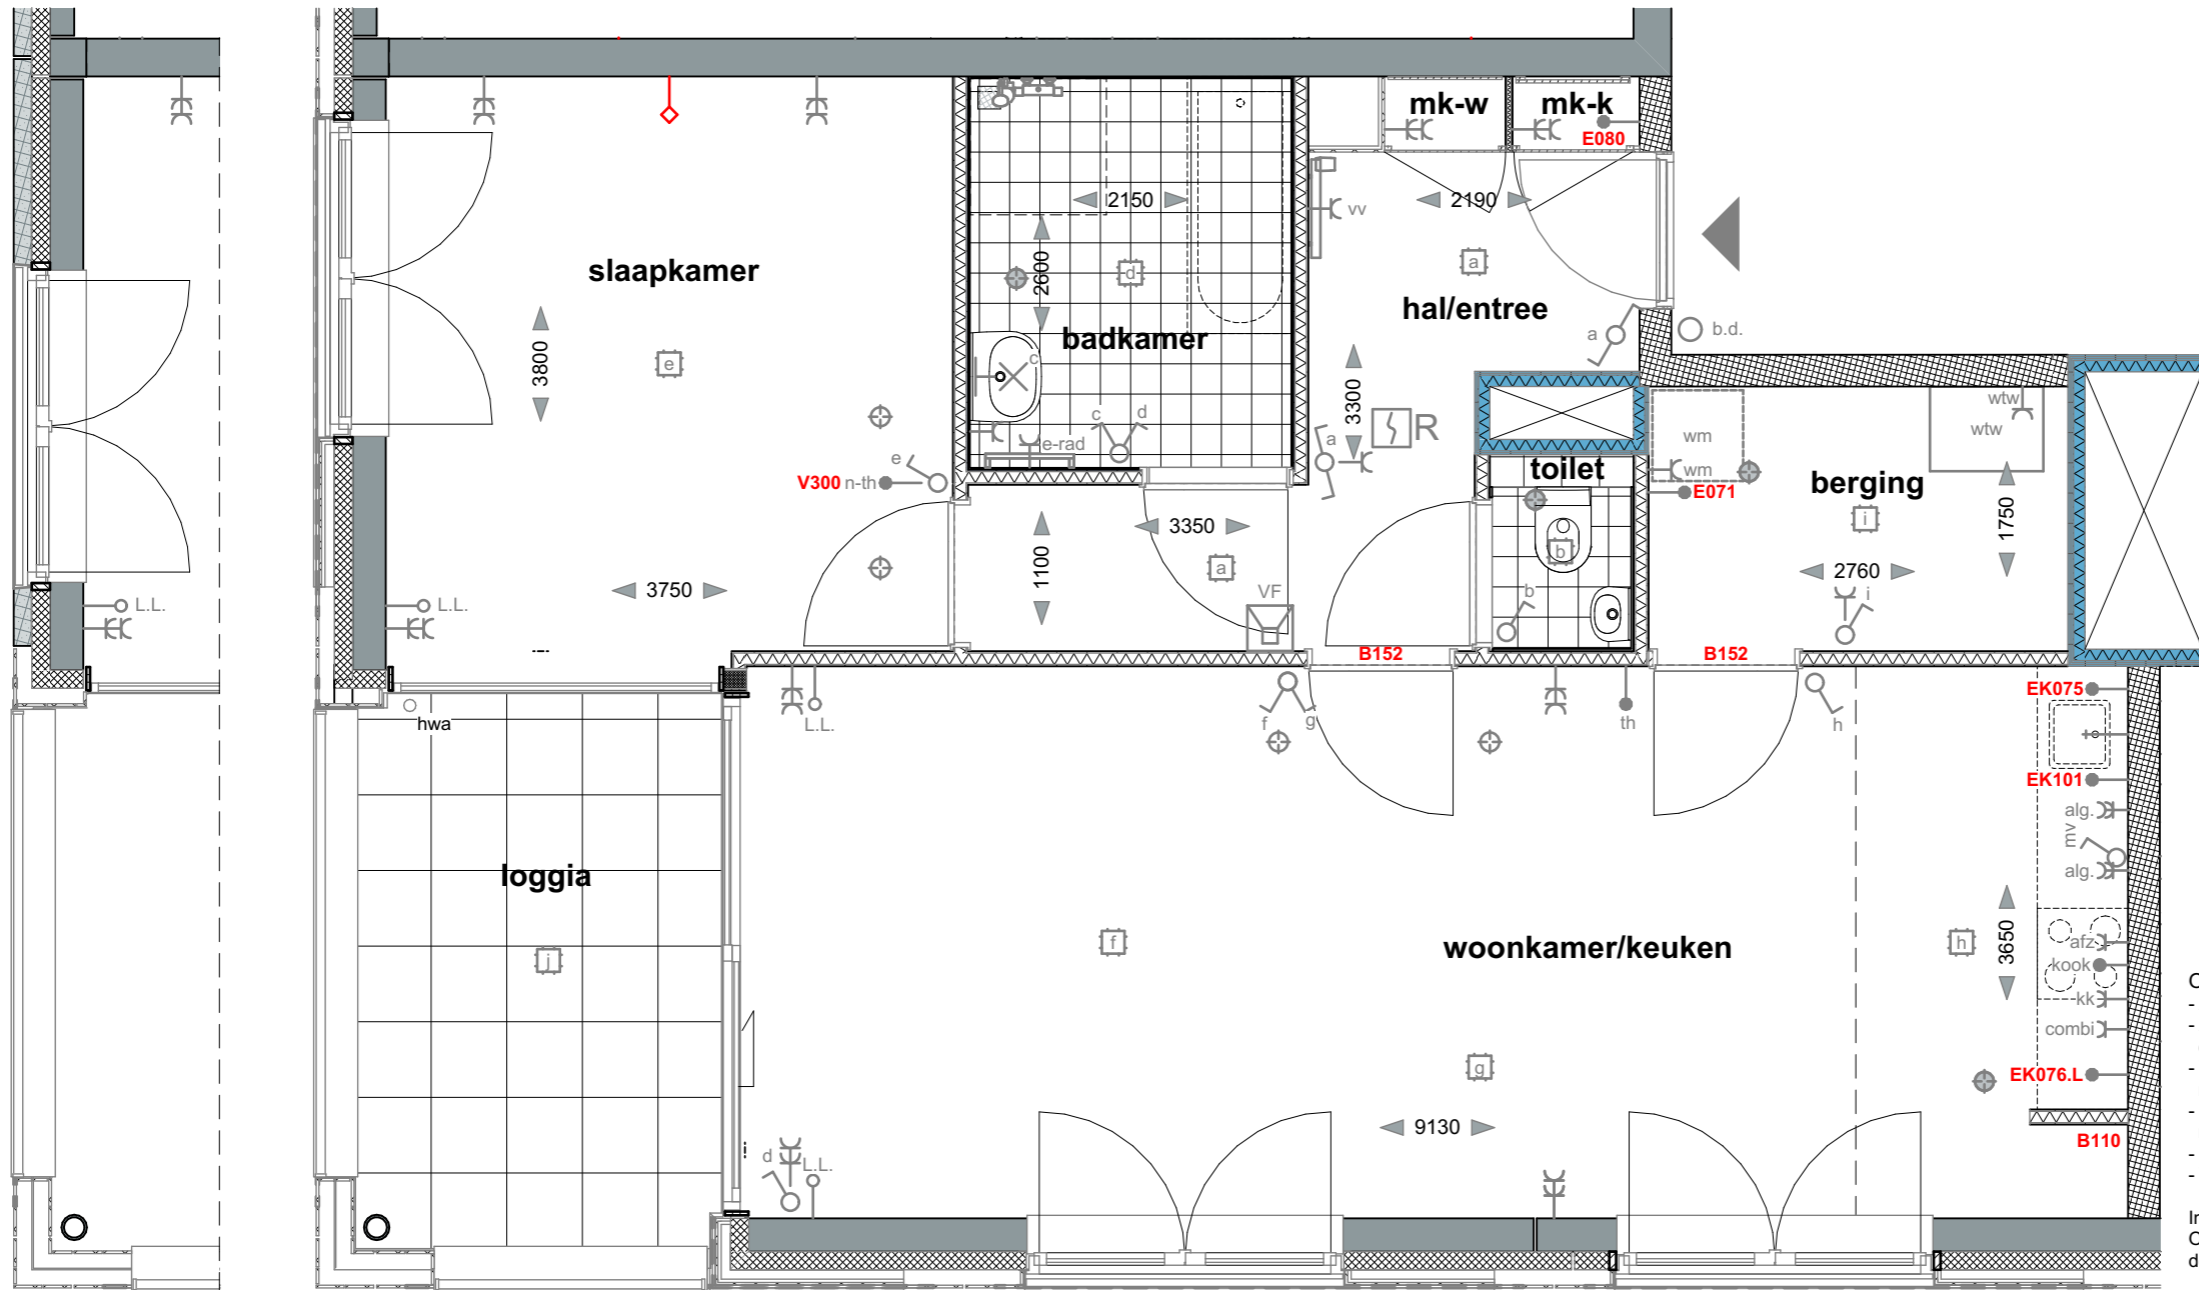 mk-w
mk-k
E080
2150
2190
vv
2600
d
a
slaapkamer
hal/entree
badkamer
a
b.d.
3800
e
c
3300
R
wtw
wtw
c
d
a
e-rad
wm
wm
toilet
berging
e
V300 n-th
E071
i
1750
3350
1100
a
b
2760
3750
VF
b
i
L.L.
L.L.
B152
B152
EK075
hwa
L.L.
f
g
th
h
EK101
alg.
mv
alg.
loggia
f
woonkamer/keuken
h
3650
afz
kook
kk
combi
j
g
EK076.L
9130
B110
d
L.L.